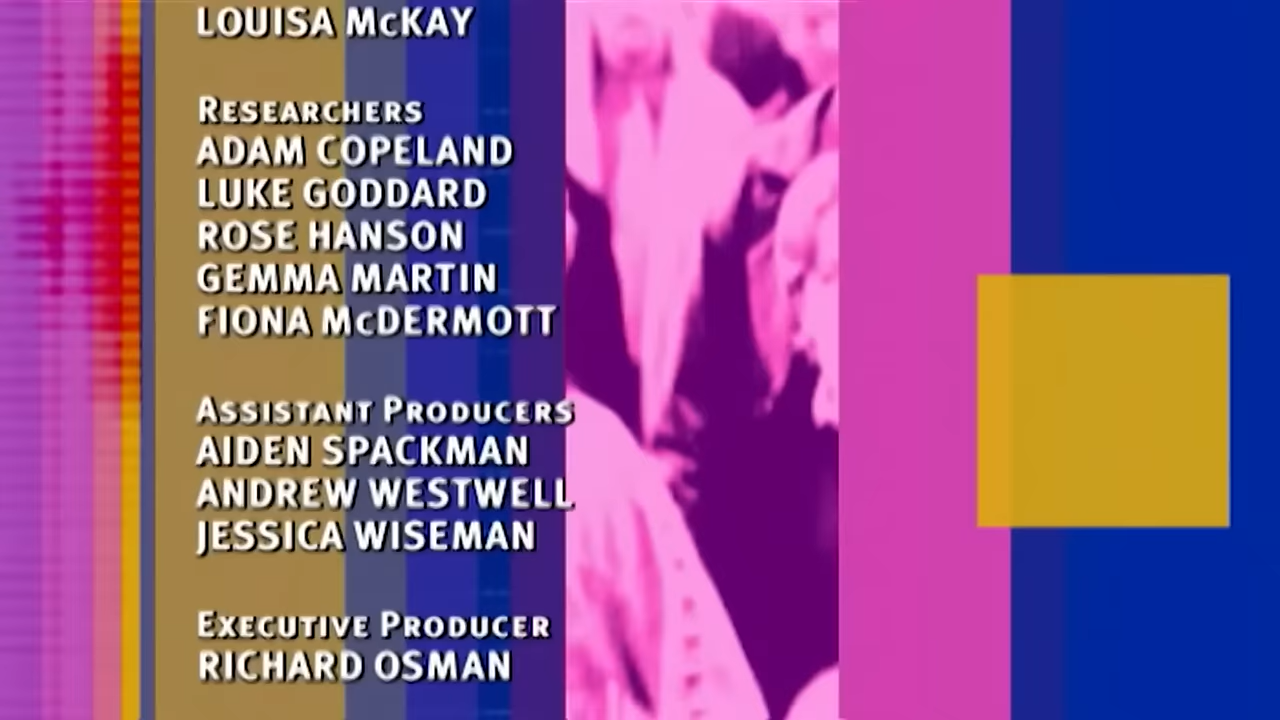 LOUISA McKAY
Researchers
ADAM COPELAND
LUKE GODDARD
ROSE HANSON
GEMMA MARTIN
FIONA McDERMOTT
Assistant Producers
AIDEN SPACKMAN
ANDREW WESTWELL
JESSICA WISEMAN
Executive Producer
RICHARD OSMAN